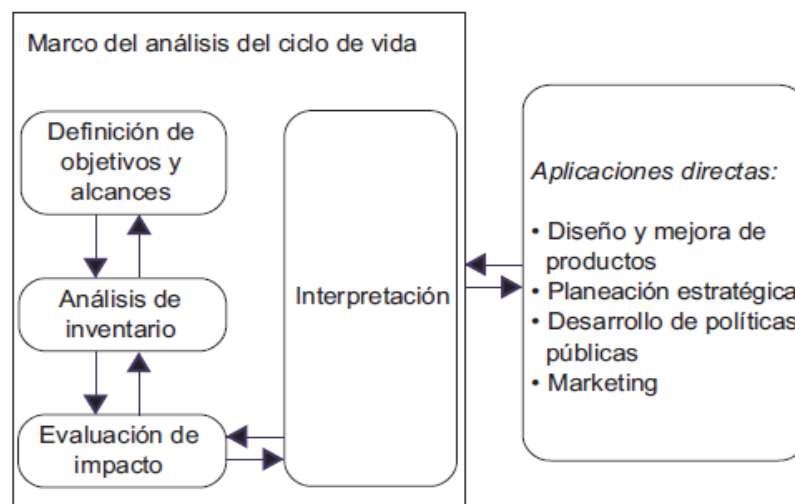 Marco del análisis del ciclo de vida
Definición de
objetivos y
alcances
Análisis de
inventario
Evaluación de
impacto
Interpretación
Aplicaciones directas:
• Diseño y mejora de
productos
• Planeación estratégica
• Desarrollo de políticas
públicas
• Marketing